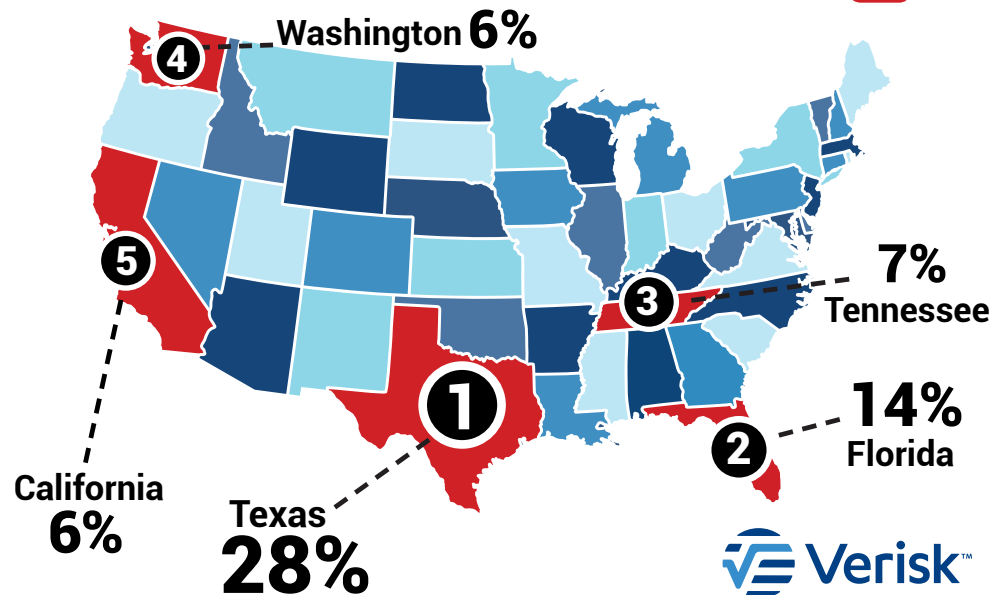 4
Washington 6%
5
3
7%
Tennessee
1
14%
2
Florida
California
6%
Texas
28%
Verisk™